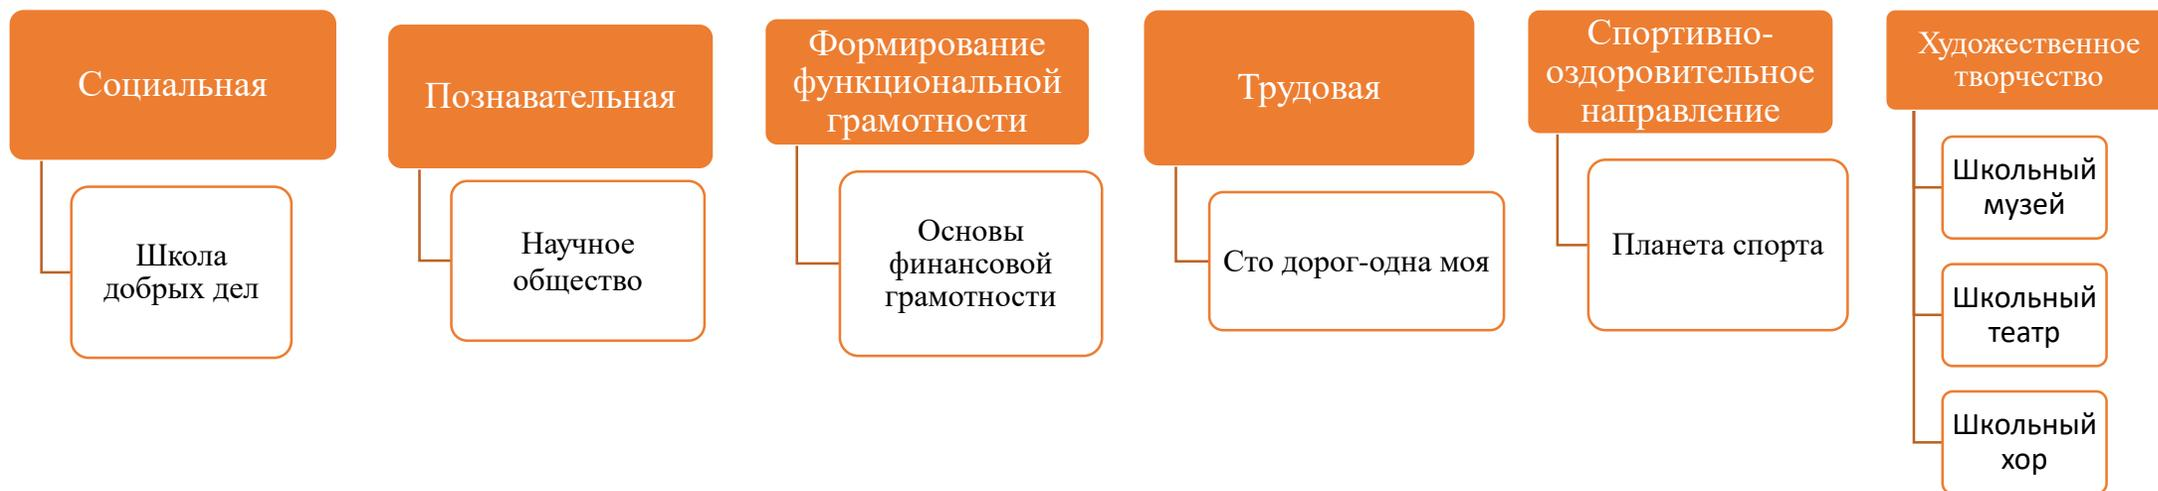 Социальная
Школа
добрых дел
Познавательная
Научное
общество
Формирование
функциональной
грамотности
Основы
финансовой
грамотности
Трудовая
Сто дорог-одна моя
Спортивно-
оздоровительное
направление
Планета спорта
Художественное
творчество
Школьный
музей
Школьный
театр
Школьный
хор